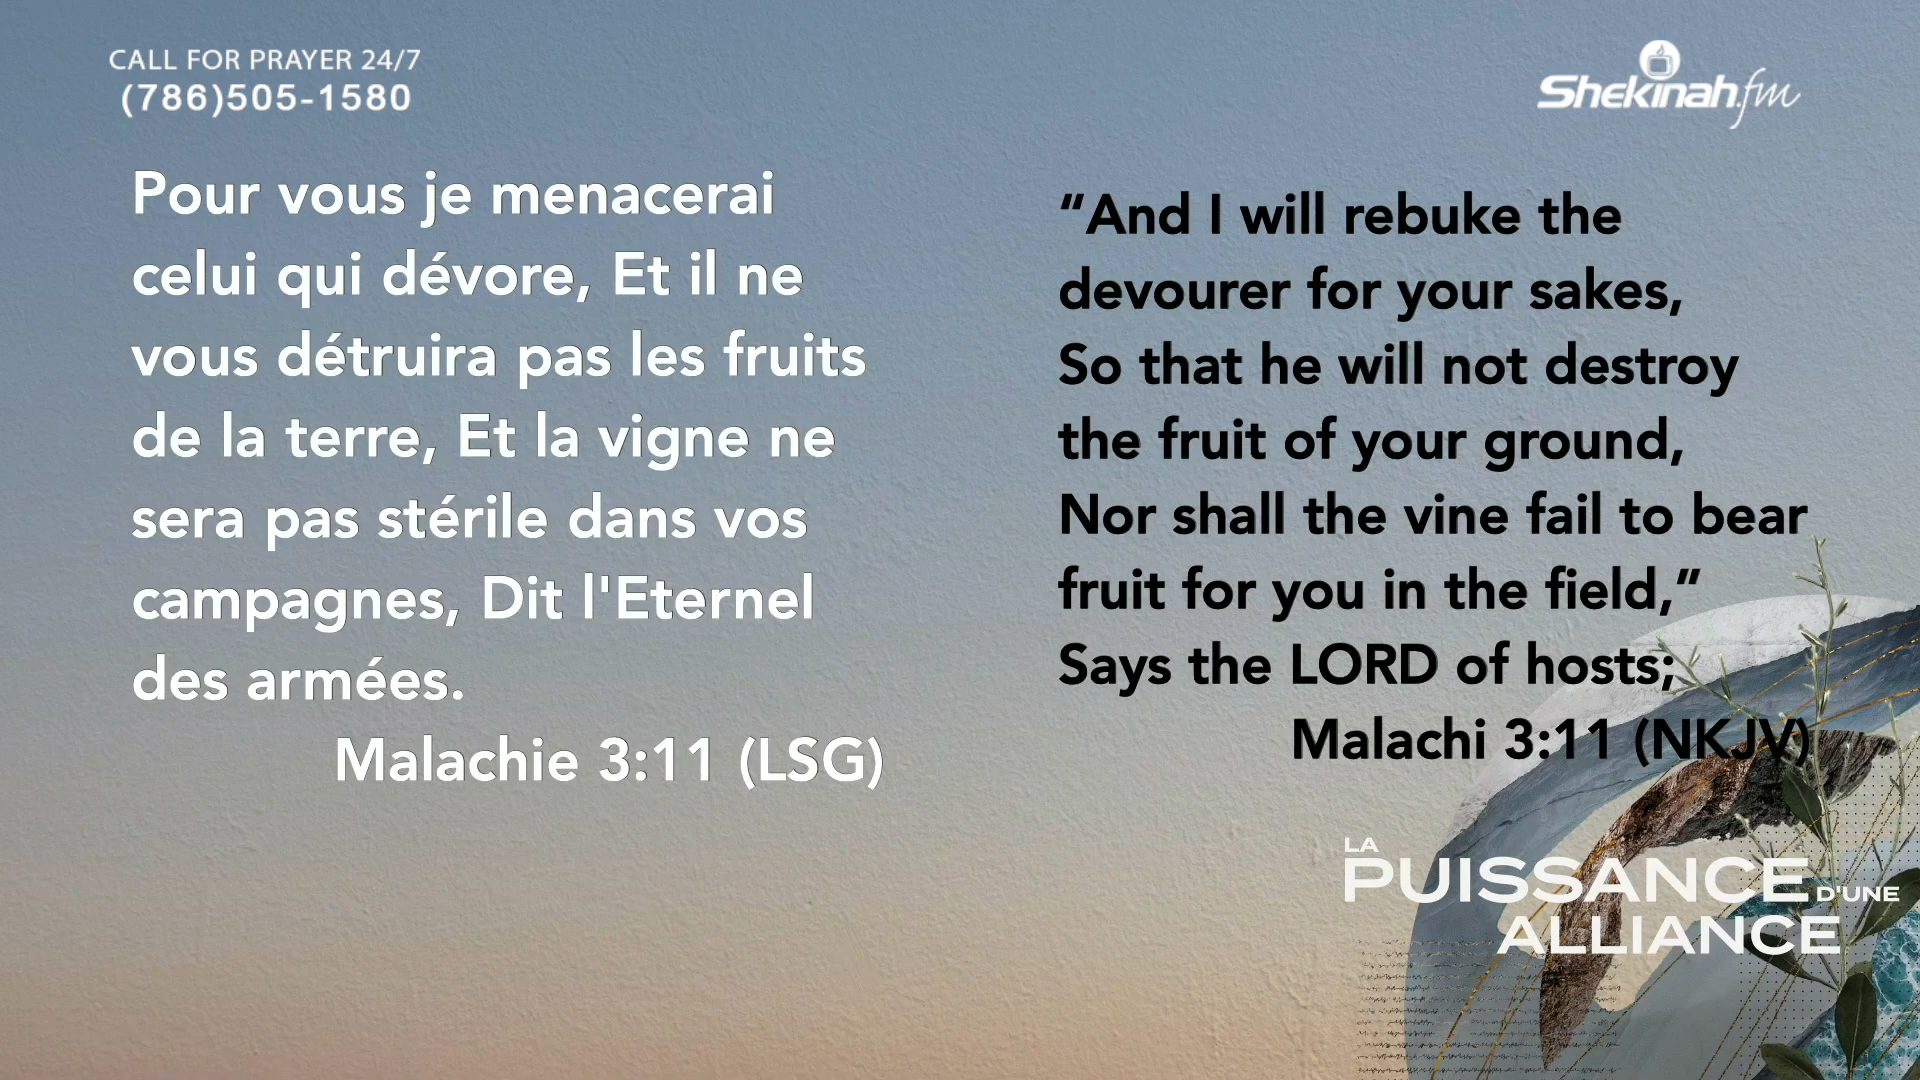 CALL FOR PRAYER 24/7
(786)505-1580
Shekinah.fm
Pour vous je menacerai
celui qui dévore, Et il ne
vous détruira pas les fruits
de la terre, Et la vigne ne
sera pas stérile dans vos
campagnes, Dit l'Eternel
des armées.
Malachie 3:11 (LSG)
“And I will rebuke the
devourer for your sakes,
So that he will not destroy
the fruit of your ground,
Nor shall the vine fail to bear
fruit for you in the field,”
Says the LORD of hosts;
Malachi 3:11 (NKJV)
LA
PUISSANCE D'UNE
ALLIANCE